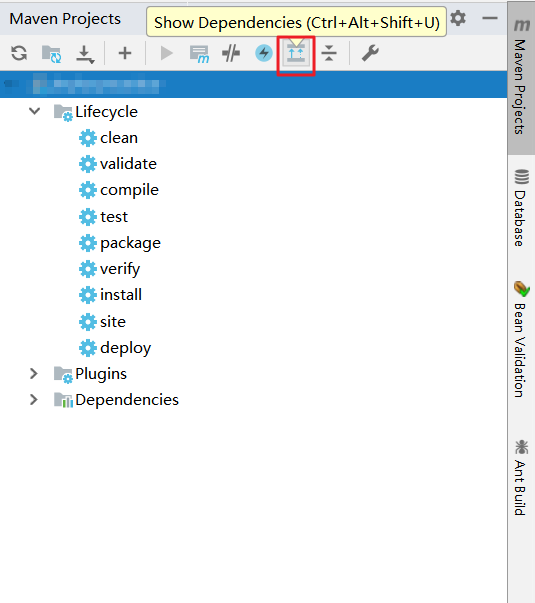 Maven Projects
Show Dependencies (Ctrl+Alt+Shift+U)
Lifecycle
clean
validate
compile
test
package
verify
install
site
deploy
Plugins
Dependencies
m Maven Projects
Database
Bean Validation
Ant Build